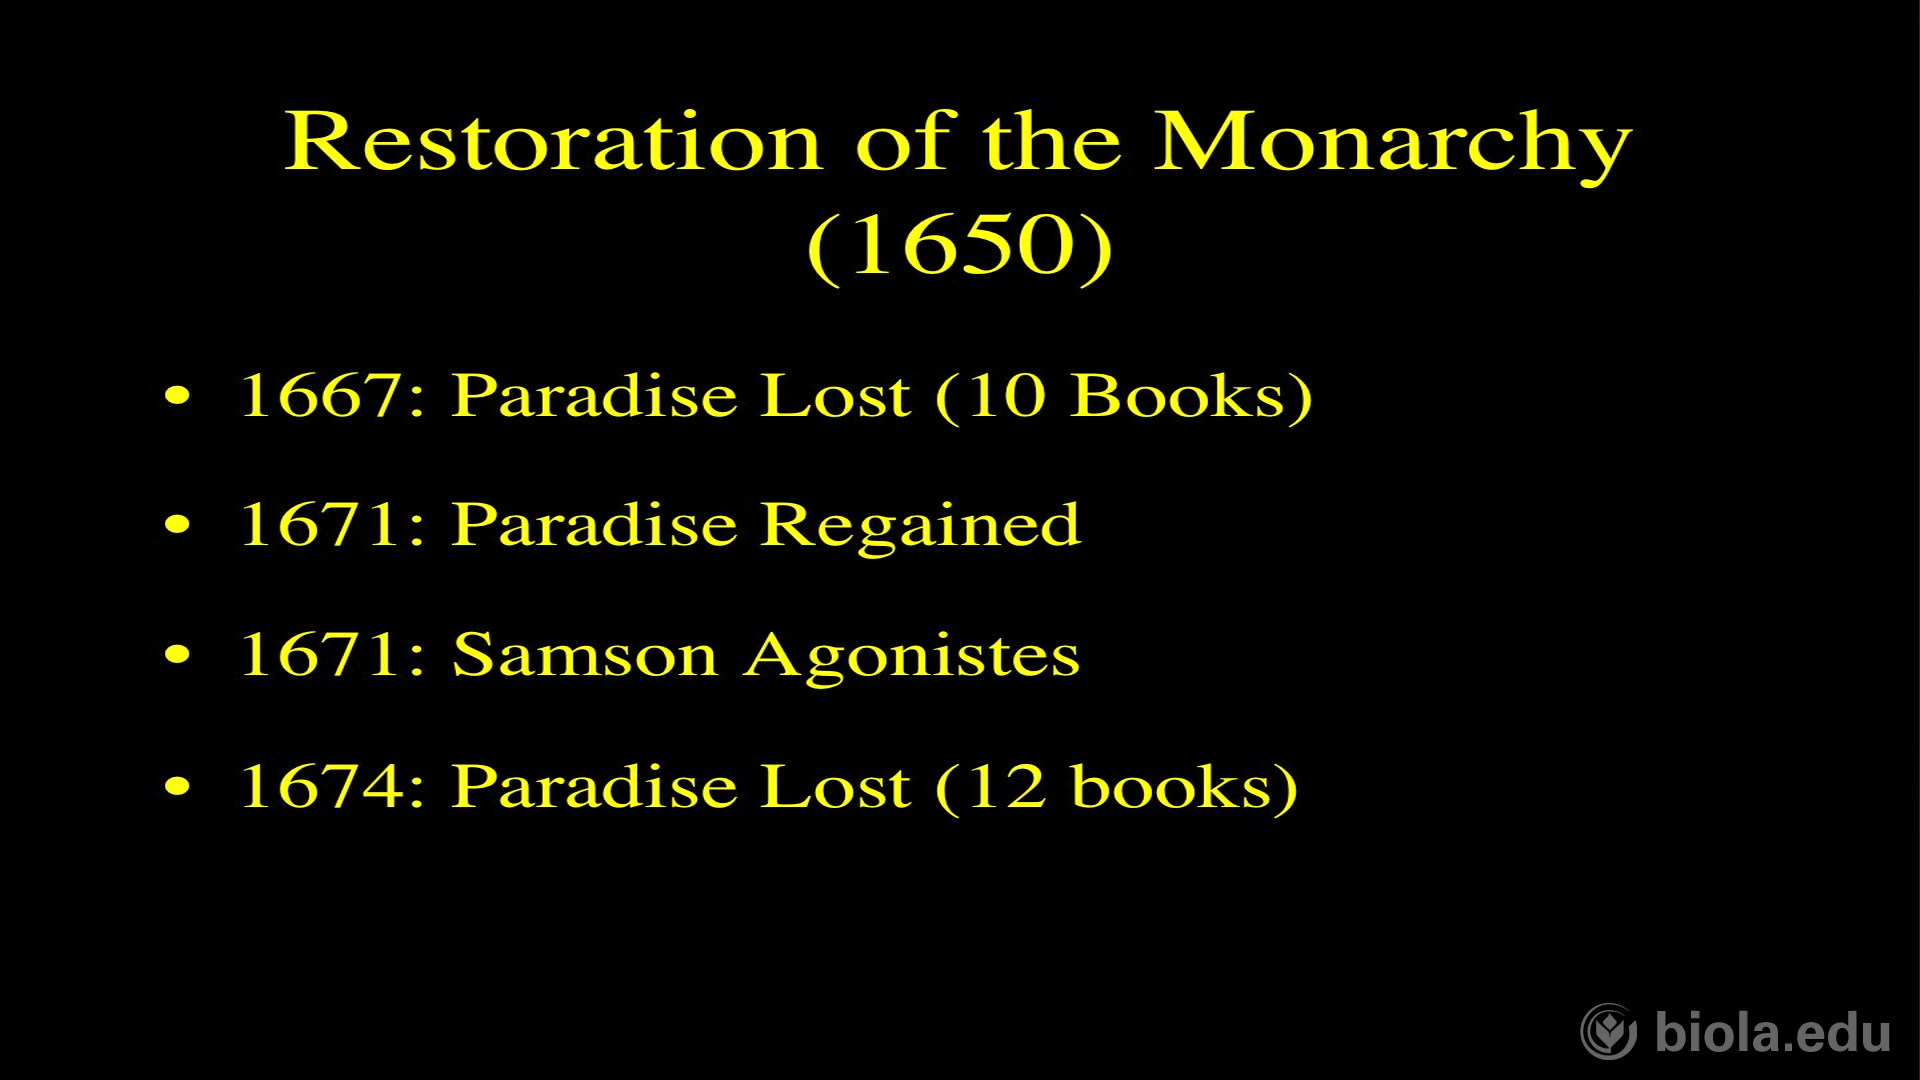 Restoration of the Monarchy
(1650)
• 1667: Paradise Lost (10 Books)
• 1671: Paradise Regained
• 1671: Samson Agonistes
• 1674: Paradise Lost (12 books)
biola.edu